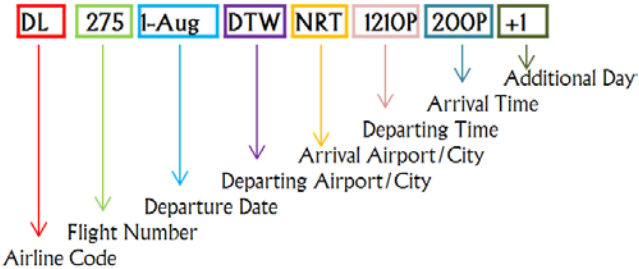 DL 275 1-Aug DTW NRT 1210P 200P +1
Additional Day
Arrival Time
Departing Time
Arrival Airport/City
Departing Airport/City
Departure Date
Flight Number
Airline Code